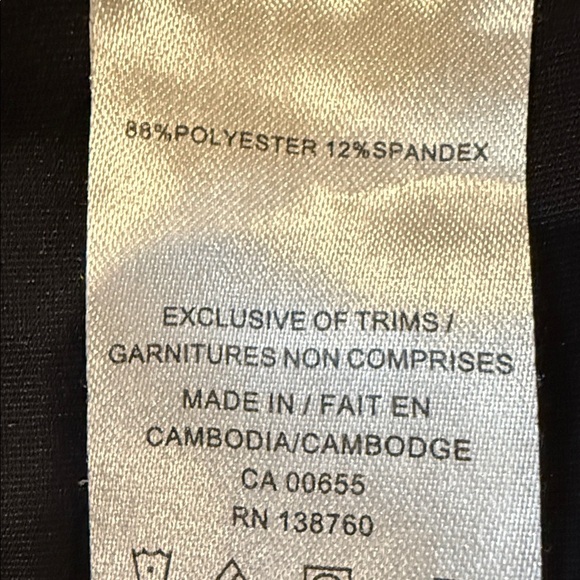 88%POLYESTER 12%SPANDEX
EXCLUSIVE OF TRIMS /
GARNITURES NON COMPRISES
MADE IN / FAIT EN
CAMBODIA/CAMBODGE
CA 00655
RN 138760